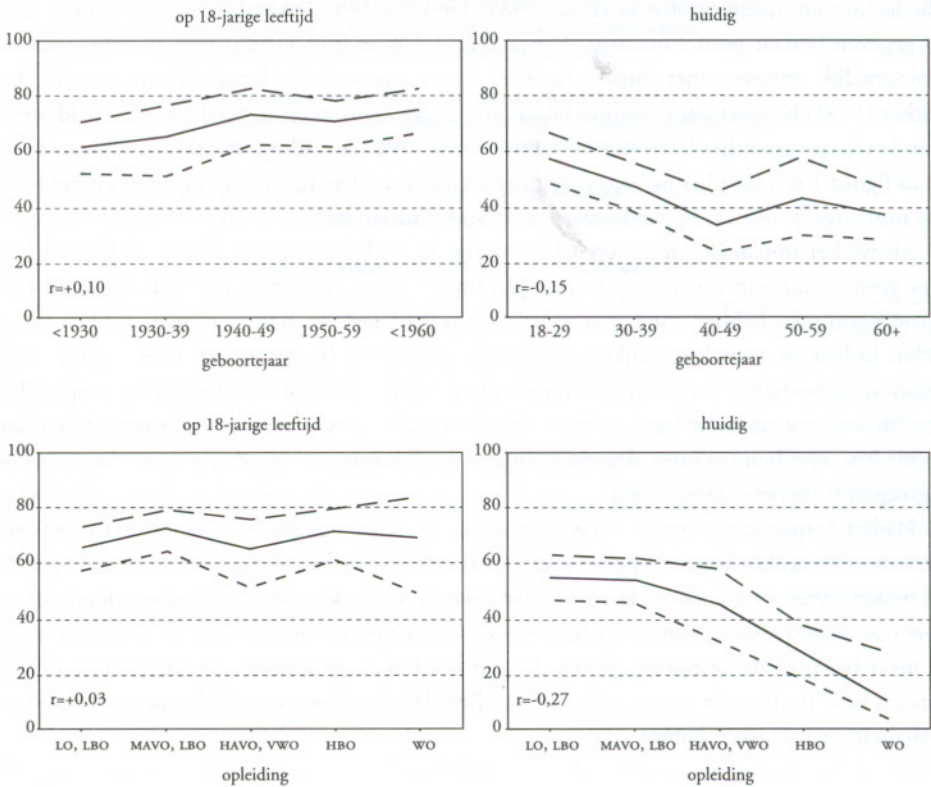 op 18-jarige leeftijd
100
80
60
40
20
0
r=+0,10
<1930 1930-39 1940-49 1950-59 <1960
geboortejaar
huidig
100
80
60
40
20
0
r=-0,15
18-29 30-39 40-49 50-59 60+
geboortejaar
op 18-jarige leeftijd
100
80
60
40
20
0
r=+0,03
LO, LBO MAVO, LBO HAVO, VWO HBO WO
opleiding
huidig
100
80
60
40
20
0
r=-0,27
LO, LBO MAVO, LBO HAVO, VWO HBO WO
opleiding